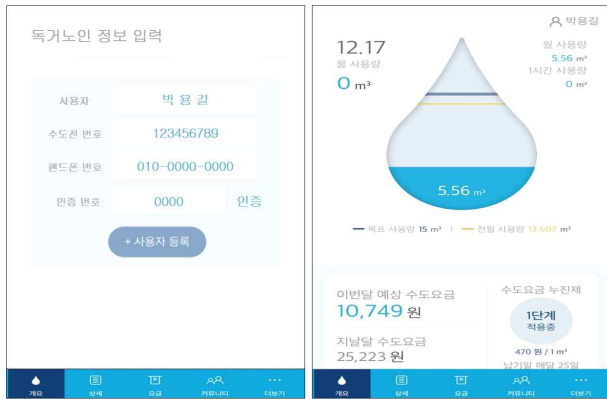 독거노인 정보 입력
사용자 박 용 길
수도전 번호 123456789
핸드폰 번호 010-0000-0000
인증 번호 0000 인증
+ 사용자 등록
개요 상세 요금 커뮤니티 더보기
박용길
12.17
물 사용량
0 m³
월 사용량
5.56 m³
1시간 사용량
0 m³
5.56 m³
목표 사용량 15 m³ | 전월 사용량 13.607 m³
이번달 예상 수도요금
10,749 원
지난달 수도요금
25,223 원
수도요금 누진제
1단계
적용중
470 원 / 1 m³
납기일 매달 25일
개요 상세 요금 커뮤니티 더보기